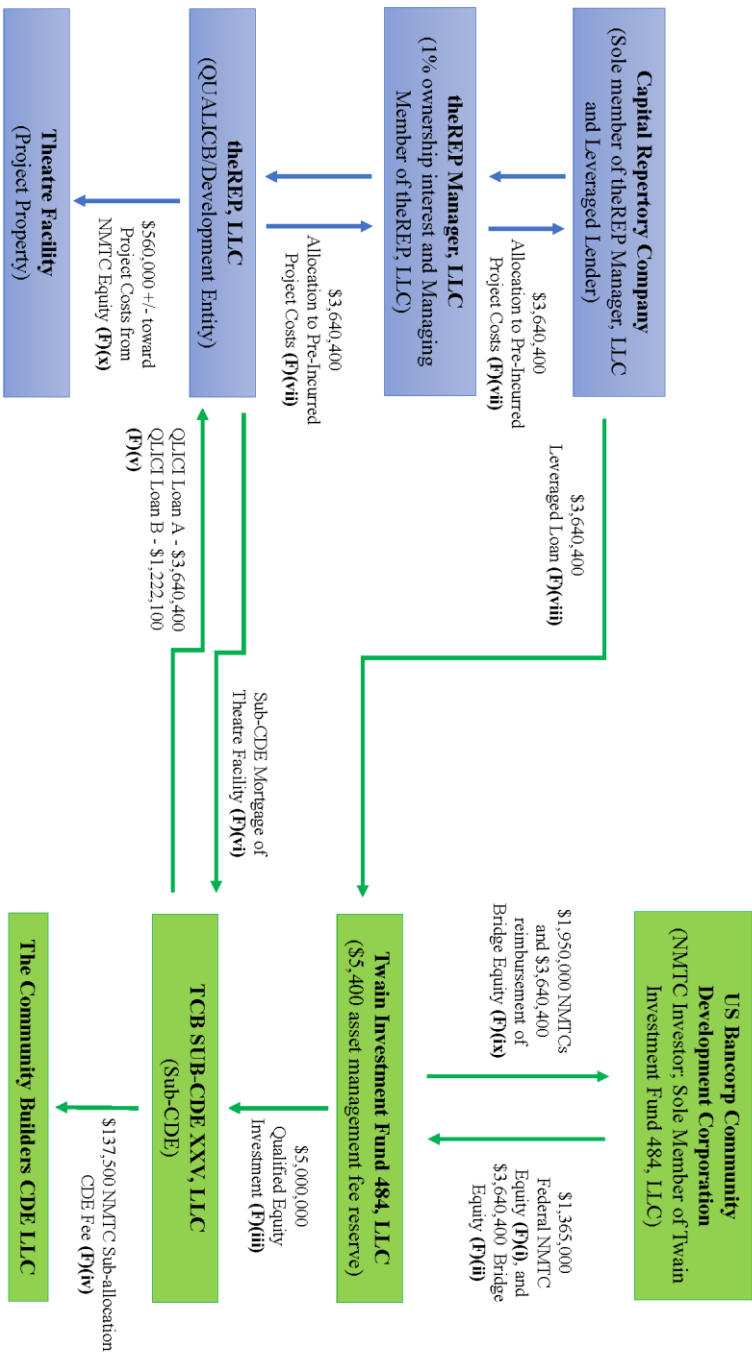 Capital Repertory Company
(Sole member of theREP Manager, LLC
and Leveraged Lender)
US Bancorp Community
Development Corporation
(NMTC Investor; Sole Member of Twain
Investment Fund 484, LLC)
$3,640,400
Allocation to Pre-Incurred
Project Costs (F)(vii)
$3,640,400
Leveraged Loan (F)(viii)
$1,950,000 NMTCs
and $3,640,400
reimbursement of
Bridge Equity (F)(ix)
$1,365,000
Federal NMTC
Equity (F)(i), and
$3,640,400 Bridge
Equity (F)(ii)
theREP Manager, LLC
(1% ownership interest and Managing
Member of theREP, LLC)
Twain Investment Fund 484, LLC
($5,400 asset management fee reserve)
$3,640,400
Allocation to Pre-Incurred
Project Costs (F)(vii)
Sub-CDE Mortgage of
Theatre Facility (F)(vi)
$5,000,000
Qualified Equity
Investment (F)(iii)
theREP, LLC
(QUALICB/Development Entity)
QLICI Loan A - $3,640,400
QLICI Loan B - $1,222,100
(F)(v)
TCB SUB-CDE XXV, LLC
(Sub-CDE)
$560,000 +/- toward
Project Costs from
NMTC Equity (F)(x)
$137,500 NMTC Sub-allocation
CDE Fee (F)(iv)
Theatre Facility
(Project Property)
The Community Builders CDE LLC